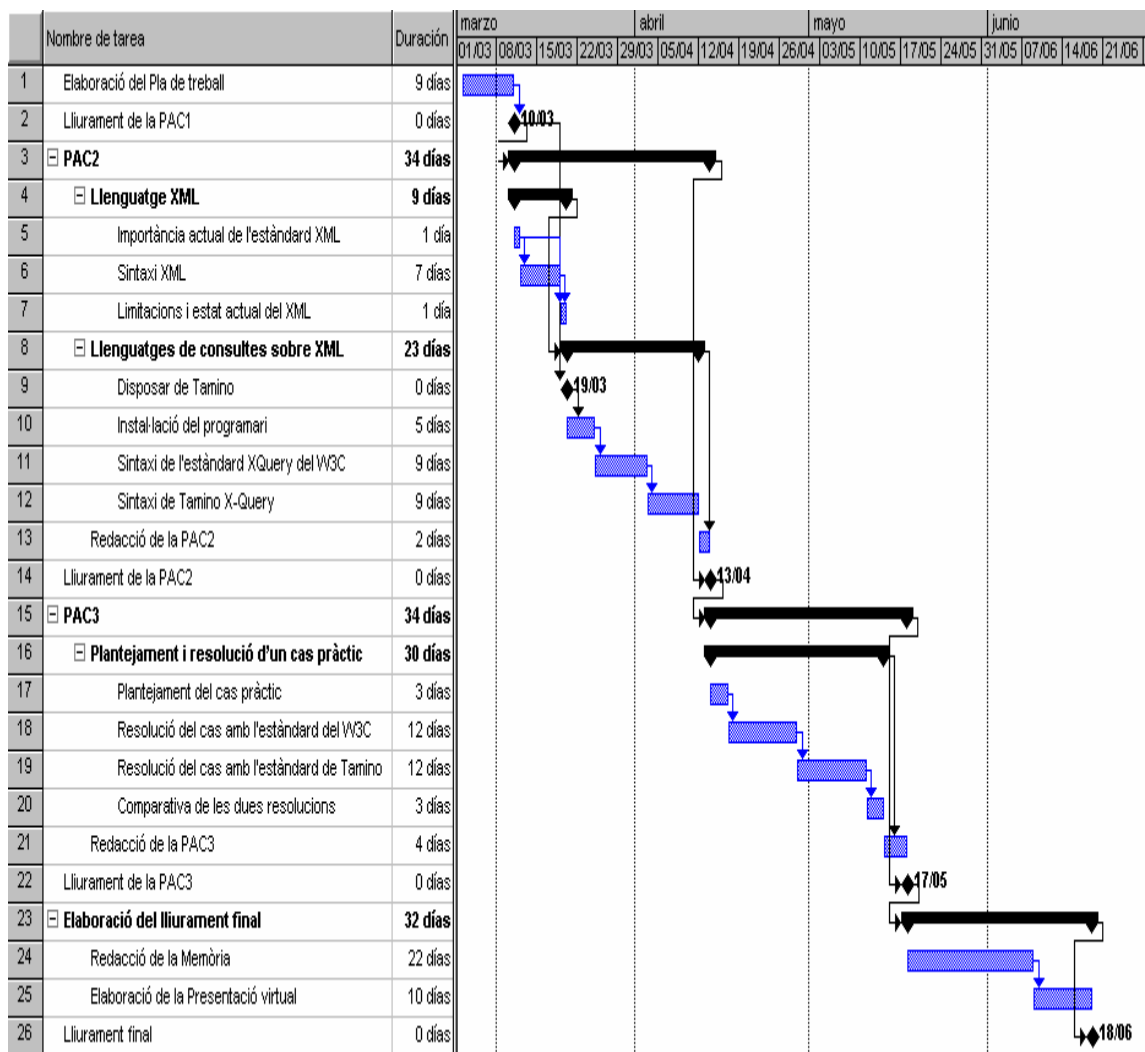 marzo abril mayo junio
Nombre de tarea Duración
01/03 08/03 15/03 22/03 29/03 05/04 12/04 19/04 26/04 03/05 10/05 17/05 24/05 31/05 07/06 14/06 21/06
1 Elaboració del Pla de treball 9 días
2 Lliurament de la PAC1 0 días 10/03
3 PAC2 34 días
4 Llenguatge XML 9 días
5 Importància actual de l'estàndard XML 1 día
6 Sintaxi XML 7 días
7 Limitacions i estat actual del XML 1 día
8 Llenguatges de consultes sobre XML 23 días
9 Disposar de Tamino 0 días 19/03
10 Instal·lació del programari 5 días
11 Sintaxi de l'estàndard XQuery del W3C 9 días
12 Sintaxi de Tamino X-Query 9 días
13 Redacció de la PAC2 2 días
14 Lliurament de la PAC2 0 días 13/04
15 PAC3 34 días
16 Plantejament i resolució d'un cas pràctic 30 días
17 Plantejament del cas pràctic 3 días
18 Resolució del cas amb l'estàndard del W3C 12 días
19 Resolució del cas amb l'estàndard de Tamino 12 días
20 Comparativa de les dues resolucions 3 días
21 Redacció de la PAC3 4 días
22 Lliurament de la PAC3 0 días 17/05
23 Elaboració del lliurament final 32 días
24 Redacció de la Memòria 22 días
25 Elaboració de la Presentació virtual 10 días
26 Lliurament final 0 días 18/06